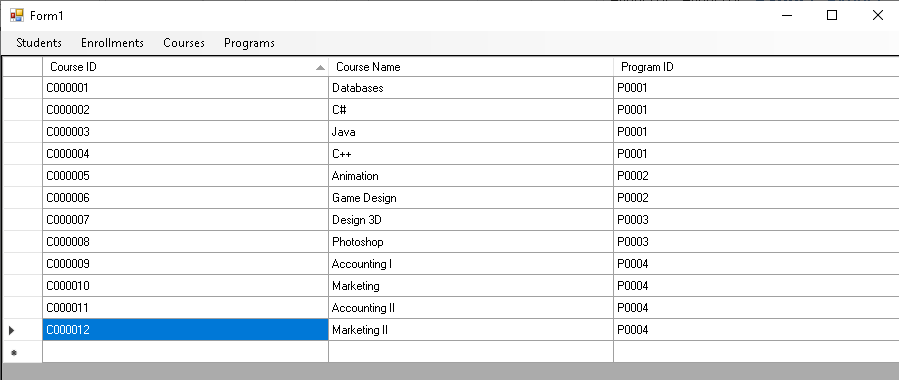 Form1
Students Enrollments Courses Programs
Course ID Course Name Program ID
C000001 Databases P0001
C000002 C# P0001
C000003 Java P0001
C000004 C++ P0001
C000005 Animation P0002
C000006 Game Design P0002
C000007 Design 3D P0003
C000008 Photoshop P0003
C000009 Accounting I P0004
C000010 Marketing P0004
C000011 Accounting II P0004
C000012 Marketing II P0004